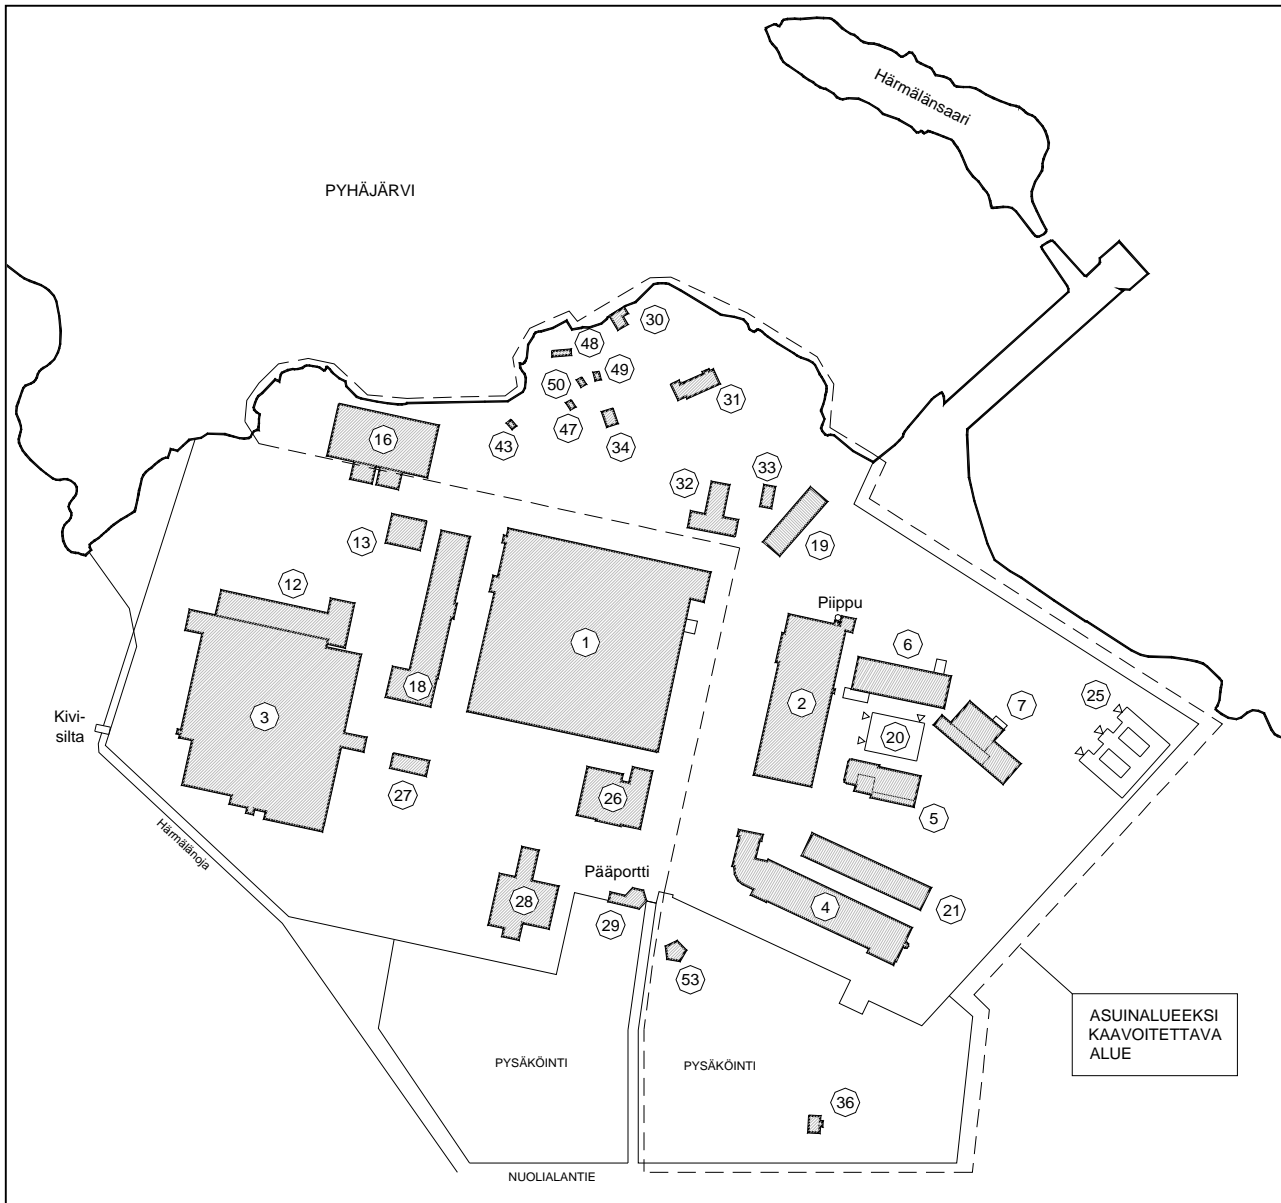 Härmälänsaari
PYHÄJÄRVI
30
48
49
50
31
47
34
43
16
33
32
13
19
12
Piippu
1
6
18
2
7
25
3
Kivi-
silta
20
27
26
5
Härmälänoja
Pääportti
28
29
4
21
53
ASUINALUEEKSI
KAAVOITETTAVA
ALUE
PYSÄKÖINTI
PYSÄKÖINTI
36
NUOLIALANTIE